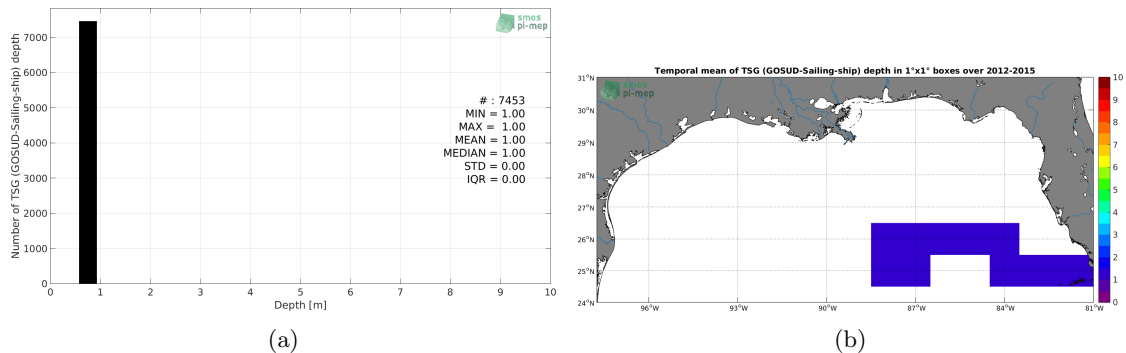 smos
pi-mep
7000
6000
5000
4000
3000
2000
1000
0
Number of TSG (GOSUD-Sailing-ship) depth
# : 7453
MIN = 1.00
MAX = 1.00
MEAN = 1.00
MEDIAN = 1.00
STD = 0.00
IQR = 0.00
0 1 2 3 4 5 6 7 8 9 10
Depth [m]
(a)
Temporal mean of TSG (GOSUD-Sailing-ship) depth in 1°x1° boxes over 2012-2015
smos
pi-mep
31°N
30°N
29°N
28°N
27°N
26°N
25°N
24°N
96°W 93°W 90°W 87°W 84°W 81°W
10
9
8
7
6
5
4
3
2
1
0
(b)